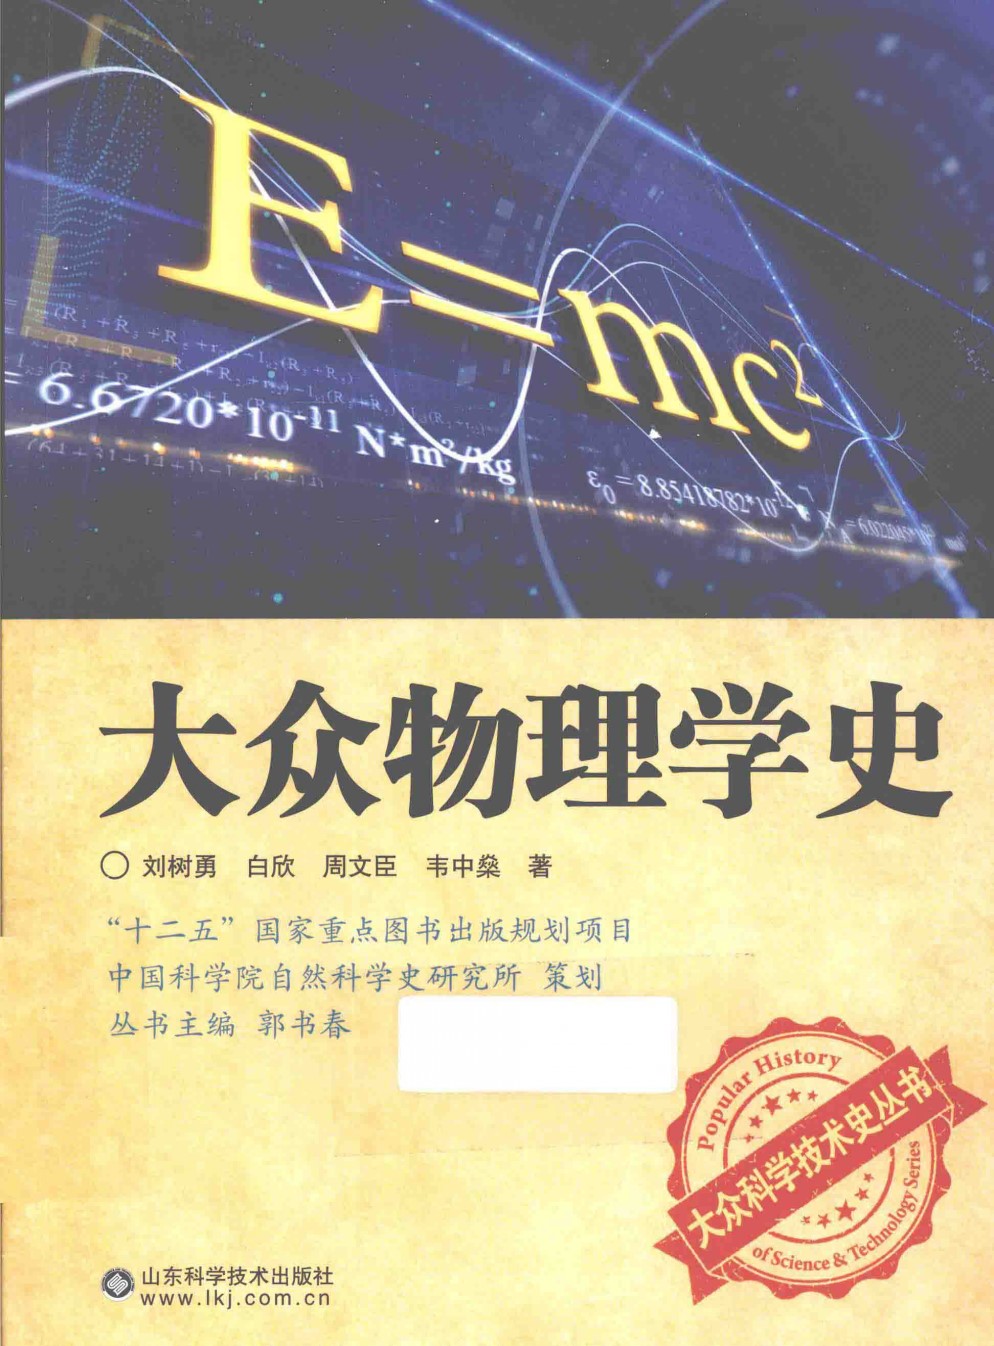 E=mc²
= 6.6720*10⁻¹¹ N*m²/kg
ε₀ = 8.85418782*10⁻¹²
大众物理学史
○ 刘树勇 白欣 周文臣 韦中燊 著
“十二五”国家重点图书出版规划项目
中国科学院自然科学史研究所 策划
丛书主编 郭书春
Popular History
大众科学技术史丛书
of Science & Technology Series
山东科学技术出版社
www.lkj.com.cn